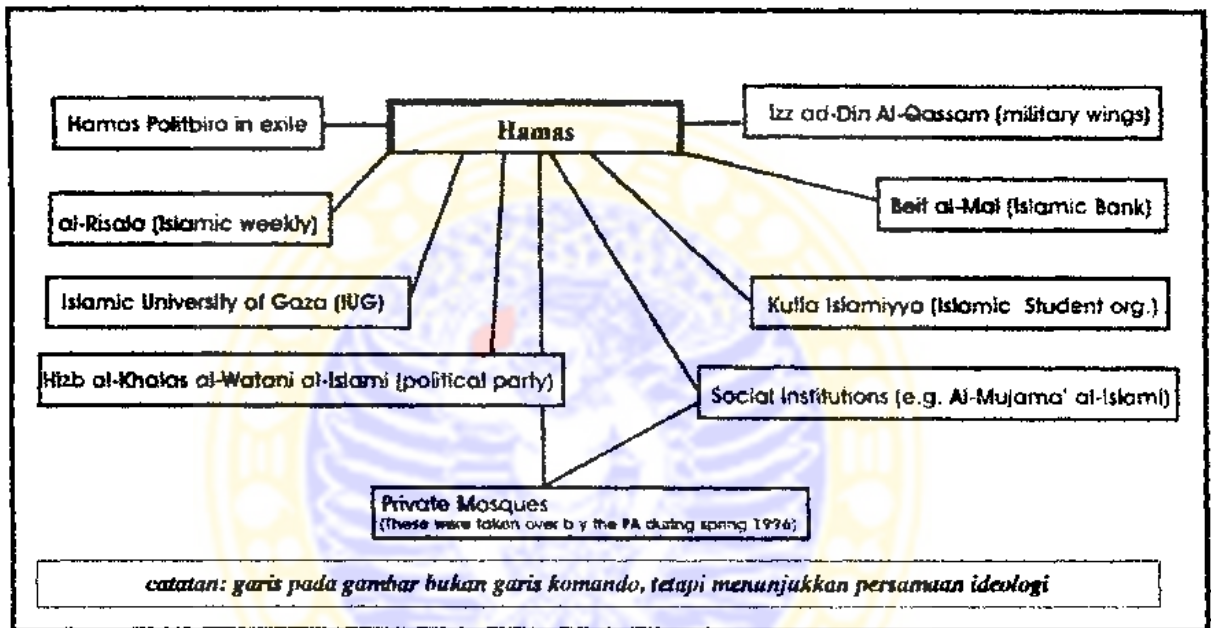 Hamas Politbiro in exile
Hamas
Izz ad-Din Al-Qassam (military wings)
al-Risala (Islamic weekly)
Beit al-Mal (Islamic Bank)
Islamic University of Gaza (IUG)
Kutla Islamiyya (Islamic Student org.)
Hizb al-Khalas al-Watani al-Islami (political party)
Social Institutions (e.g. Al-Mujama' al-Islami)
Private Mosques
(These were taken over by the PA during spring 1996)
catatan: garis pada gambar bukan garis komando, tetapi menunjukkan persamaan ideologi